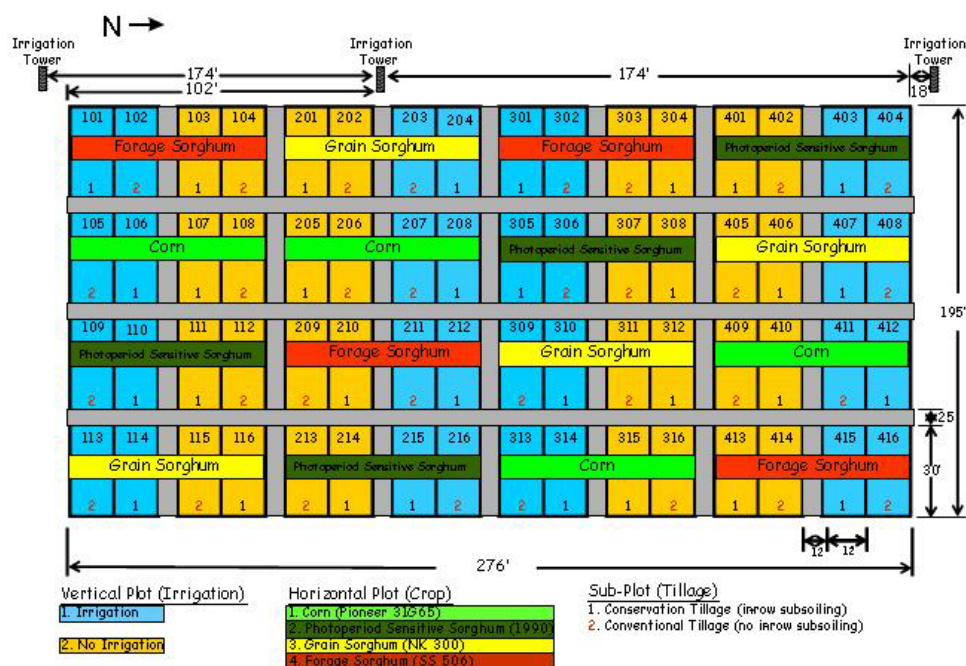 N
Irrigation Tower
Irrigation Tower
Irrigation Tower
174'
174'
102'
18'
101 102 103 104 201 202 203 204 301 302 303 304 401 402 403 404
Forage Sorghum Grain Sorghum Forage Sorghum Photoperiod Sensitive Sorghum
1 2 1 2 1 2 2 1 1 2 2 1 1 2 1 2
105 106 107 108 205 206 207 208 305 306 307 308 405 406 407 408
Corn Corn Photoperiod Sensitive Sorghum Grain Sorghum
2 1 1 2 1 2 2 1 1 2 1 2 1 2 2 1
195'
109 110 111 112 209 210 211 212 309 310 311 312 409 410 411 412
Photoperiod Sensitive Sorghum Forage Sorghum Grain Sorghum Corn
2 1 1 2 2 1 2 1 2 1 1 2 2 1 2 1
25
113 114 115 116 213 214 215 216 313 314 315 316 413 414 415 416
Grain Sorghum Photoperiod Sensitive Sorghum Corn Forage Sorghum
30'
2 1 2 1 2 1 1 2 2 1 1 2 2 1 1 2
12 12
276'
Vertical Plot (Irrigation)
1. Irrigation
2. No Irrigation
Horizontal Plot (Crop)
1. Corn (Pioneer 31G65)
2. Photoperiod Sensitive Sorghum (1990)
3. Grain Sorghum (NK 300)
4. Forage Sorghum (SS 506)
Sub-Plot (Tillage)
1. Conservation Tillage (inrow subsoiling)
2. Conventional Tillage (no inrow subsoiling)